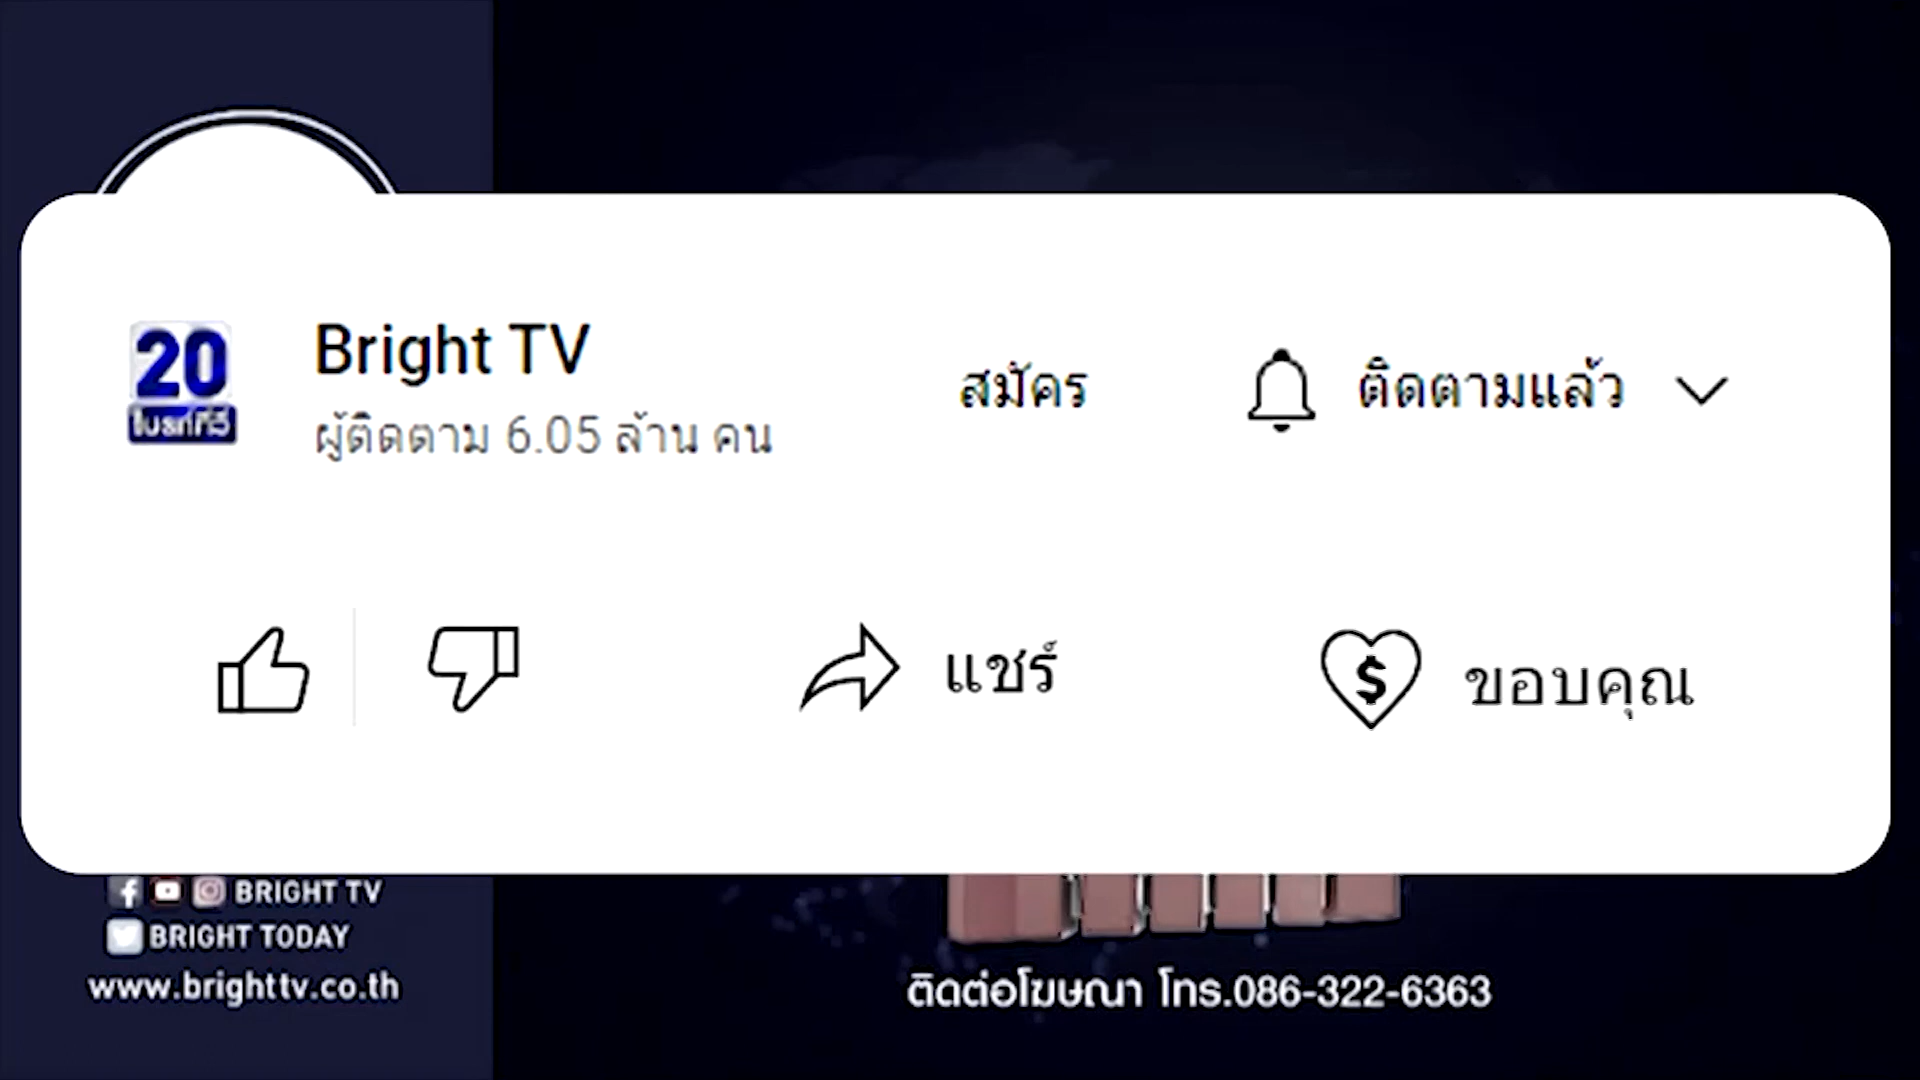 20
ไบรท์ทีวี
Bright TV
ผู้ติดตาม 6.05 ล้าน คน
สมัคร
ติดตามแล้ว
แชร์
ขอบคุณ
BRIGHT TV
BRIGHT TODAY
www.brighttv.co.th
ติดต่อโฆษณา โทร.086-322-6363